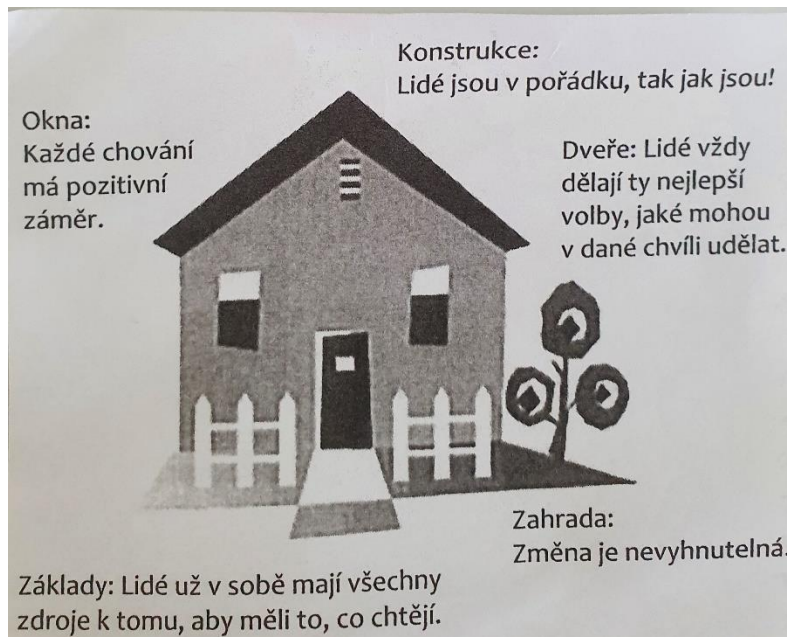 Konstrukce:
Lidé jsou v pořádku, tak jak jsou!
Okna:
Každé chování
má pozitivní
záměr.
Dveře: Lidé vždy
dělají ty nejlepší
volby, jaké mohou
v dané chvíli udělat.
Zahrada:
Změna je nevyhnutelná.
Základy: Lidé už v sobě mají všechny
zdroje k tomu, aby měli to, co chtějí.